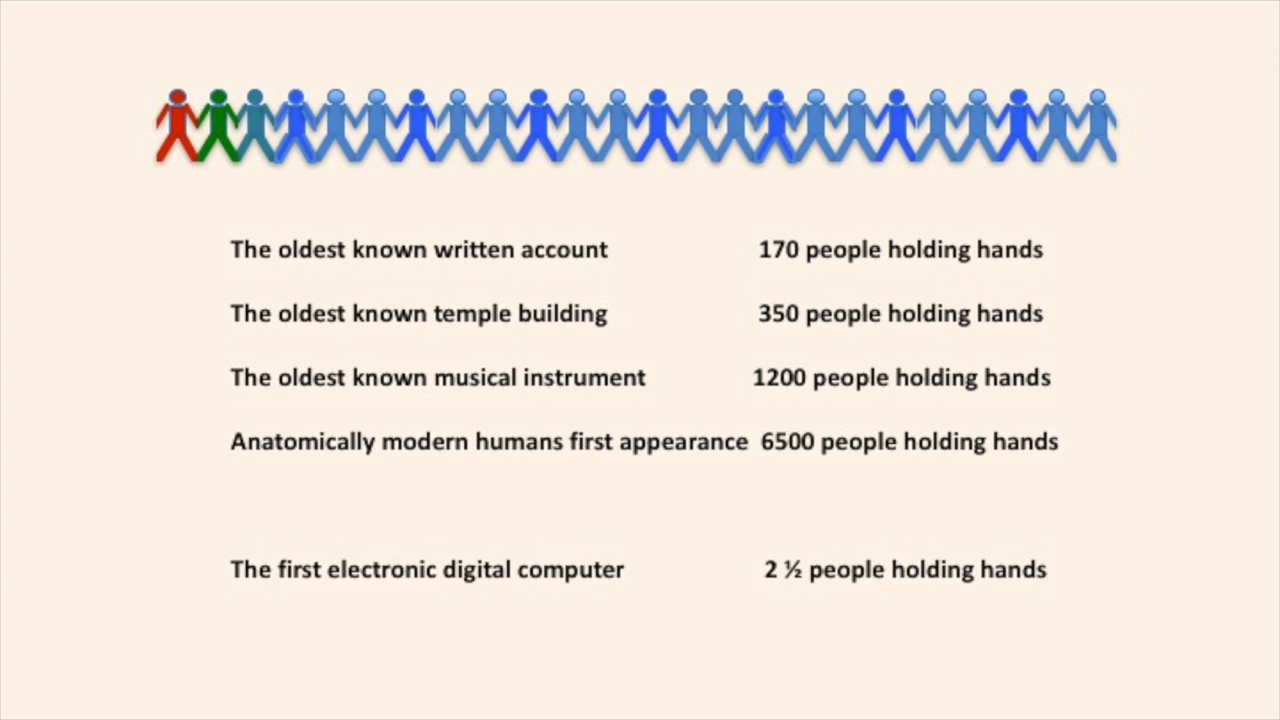 The oldest known written account 170 people holding hands
The oldest known temple building 350 people holding hands
The oldest known musical instrument 1200 people holding hands
Anatomically modern humans first appearance 6500 people holding hands
The first electronic digital computer 2 ½ people holding hands